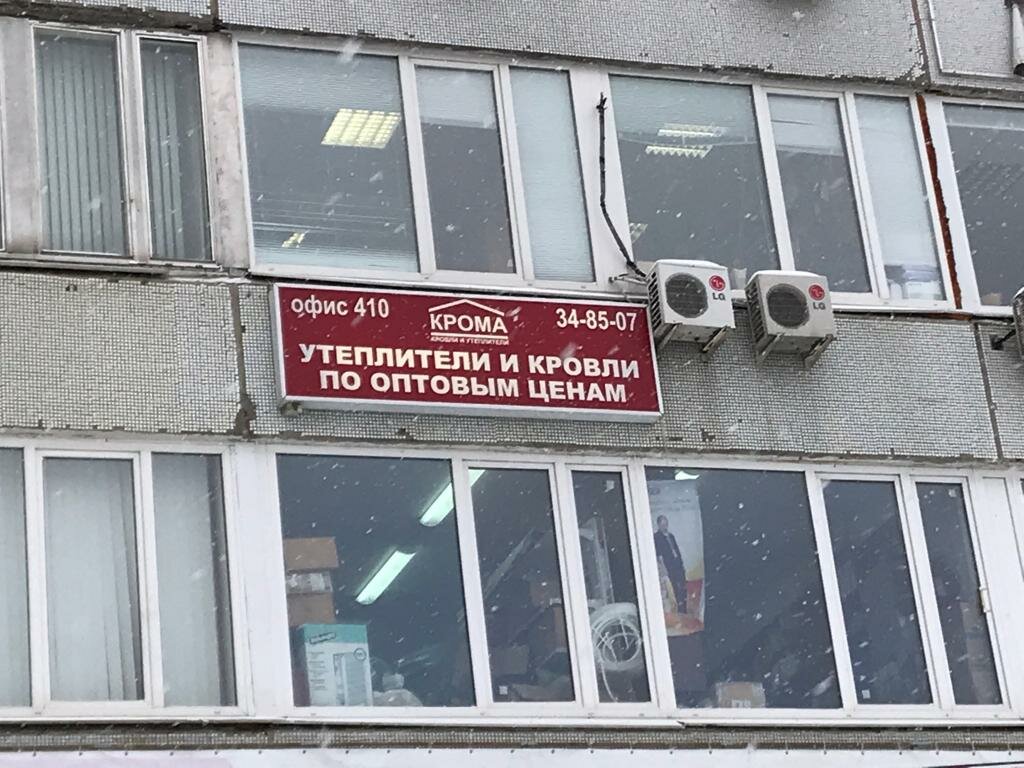 офис 410
КРОМА
КРОВЛИ И УТЕПЛИТЕЛИ
34-85-07
УТЕПЛИТЕЛИ И КРОВЛИ
ПО ОПТОВЫМ ЦЕНАМ
LG
LG